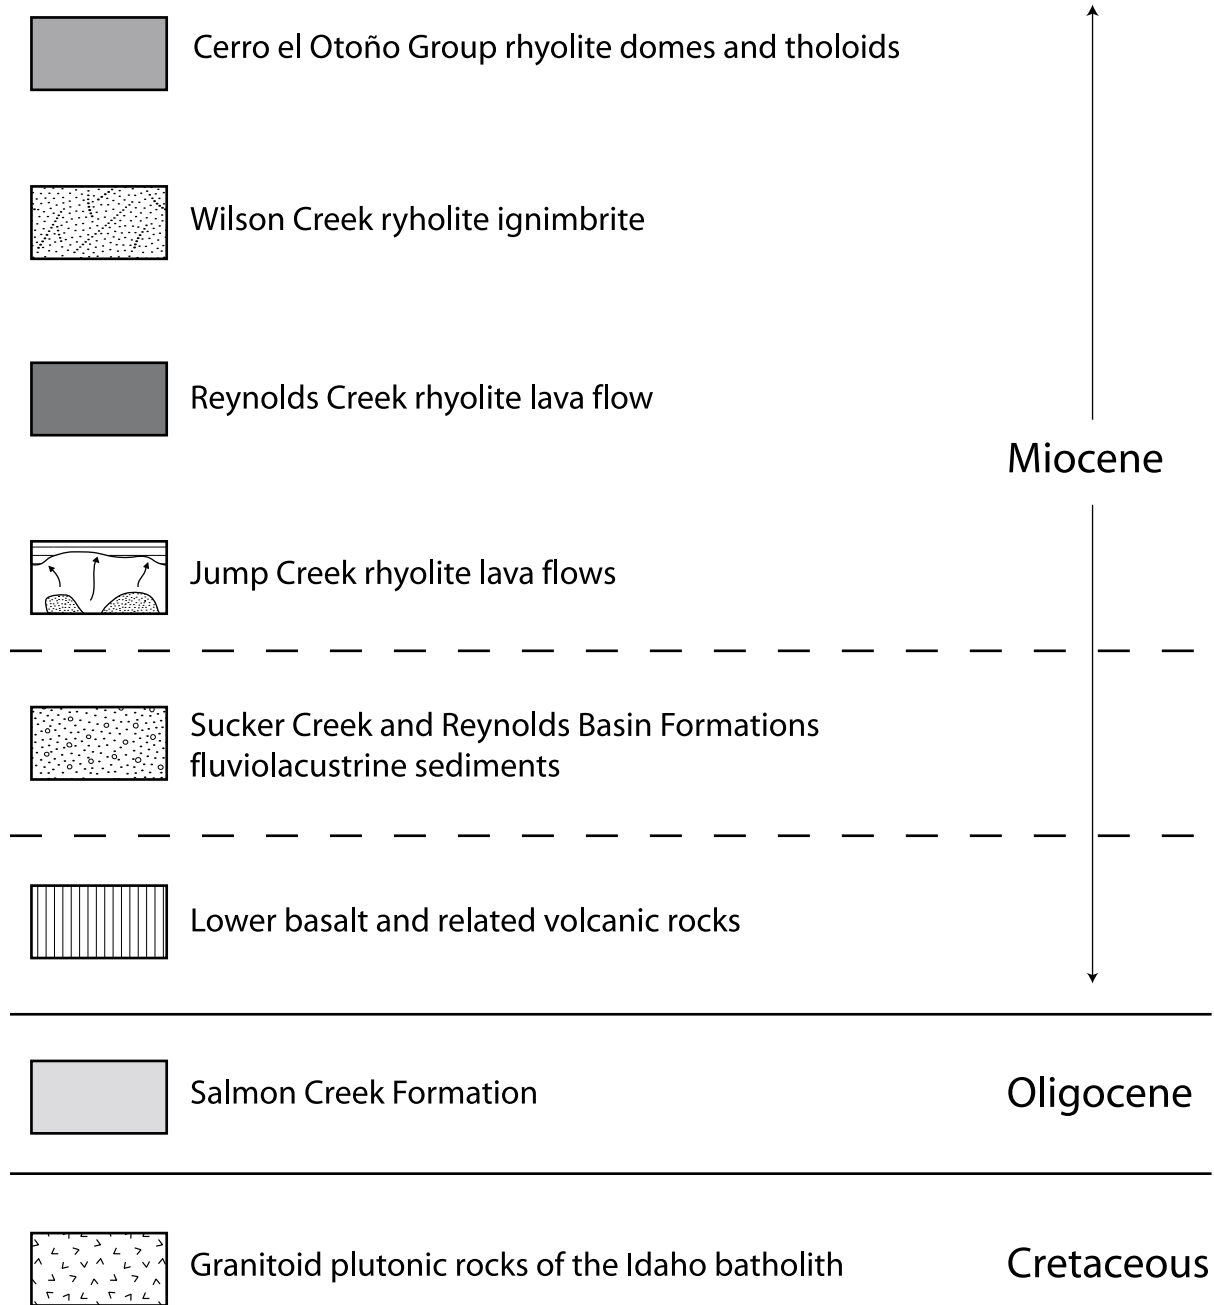 Cerro el Otoño Group rhyolite domes and tholoids
Wilson Creek ryholite ignimbrite
Reynolds Creek rhyolite lava flow
Miocene
Jump Creek rhyolite lava flows
Sucker Creek and Reynolds Basin Formations
fluviolacustrine sediments
Lower basalt and related volcanic rocks
Salmon Creek Formation
Oligocene
Granitoid plutonic rocks of the Idaho batholith
Cretaceous